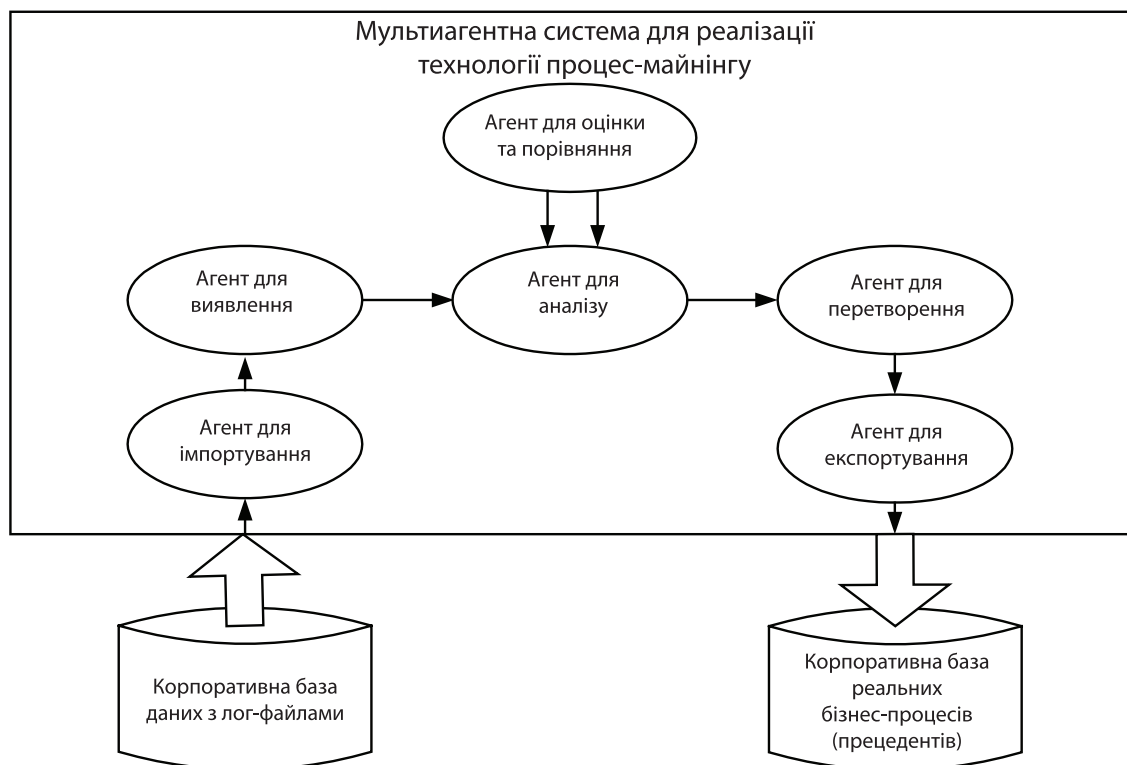 Мультиагентна система для реалізації
технології процес-майнінгу
Агент для оцінки
та порівняння
Агент для
виявлення
Агент для
аналізу
Агент для
перетворення
Агент для
імпортування
Агент для
експортування
Корпоративна база
даних з лог-файлами
Корпоративна база
реальних
бізнес-процесів
(прецедентів)